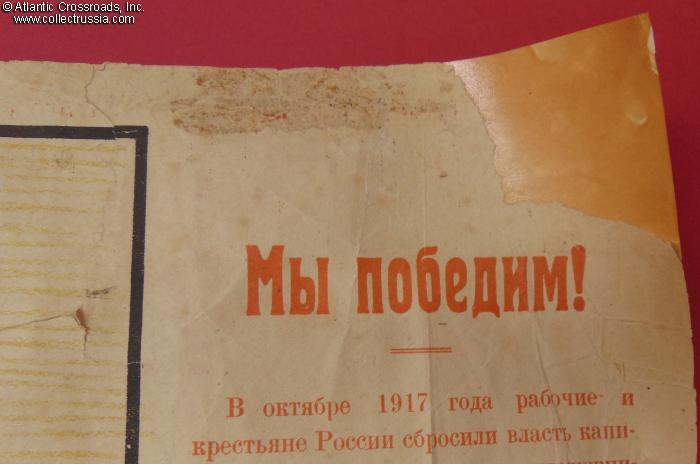 © Atlantic Crossroads, Inc.
www.collectrussia.com
Мы победим!
В октябре 1917 года рабочие и
крестьяне России сбросили власть капи-